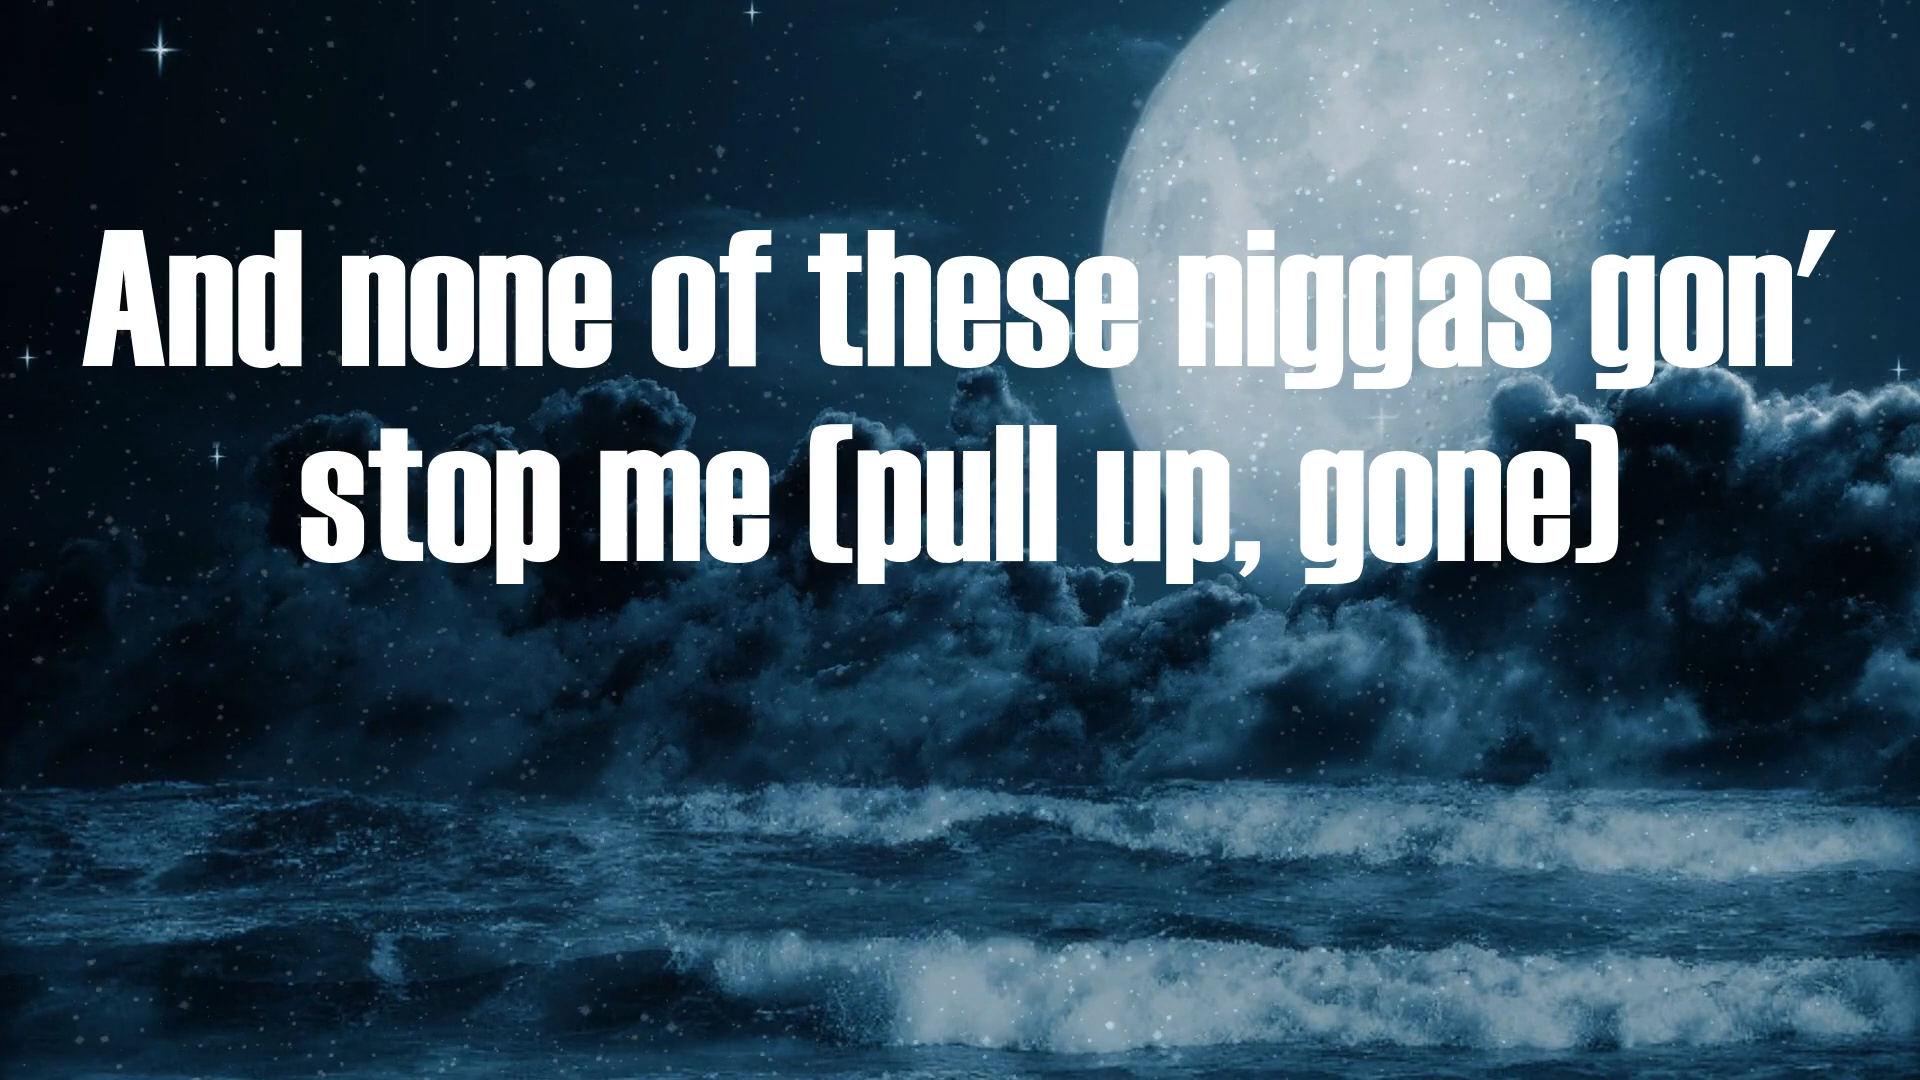 And none of these niggas gon'
stop me (pull up, gone)